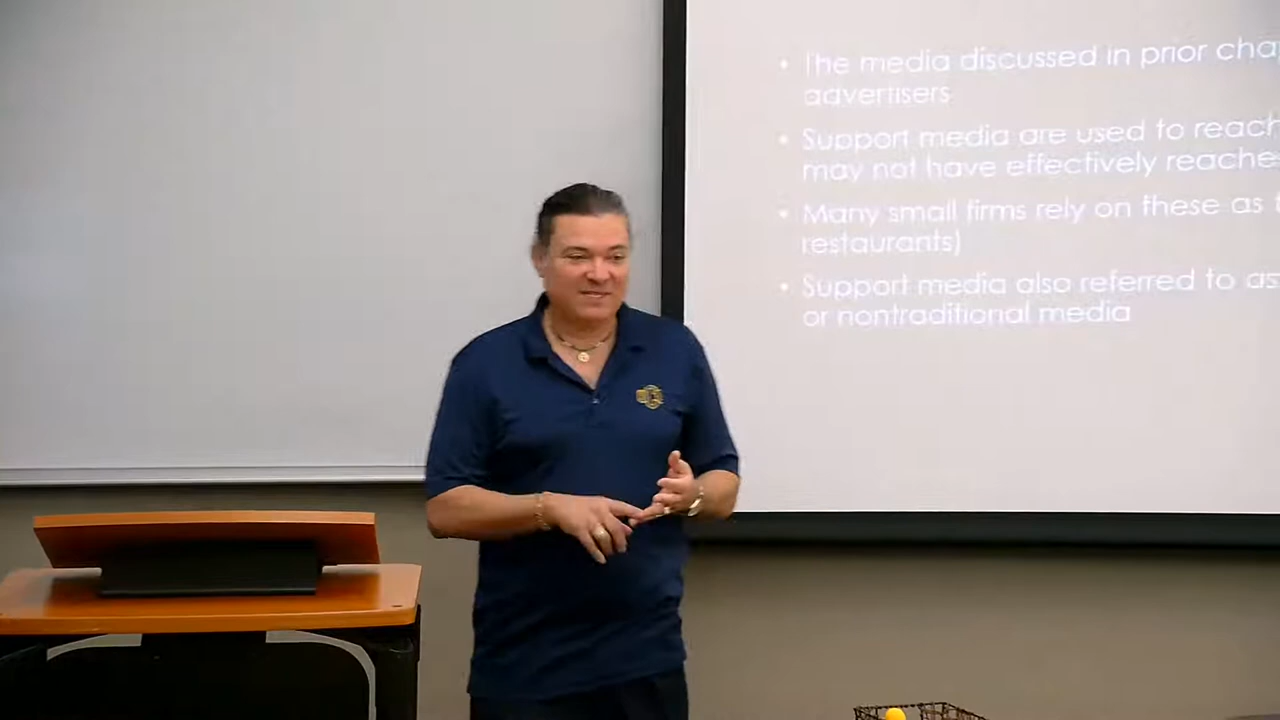 The media discussed in prior cha
advertisers
Support media are used to reach
may not have effectively reache
Many small firms rely on these as
restaurants)
Support media also referred to as
or nontraditional media